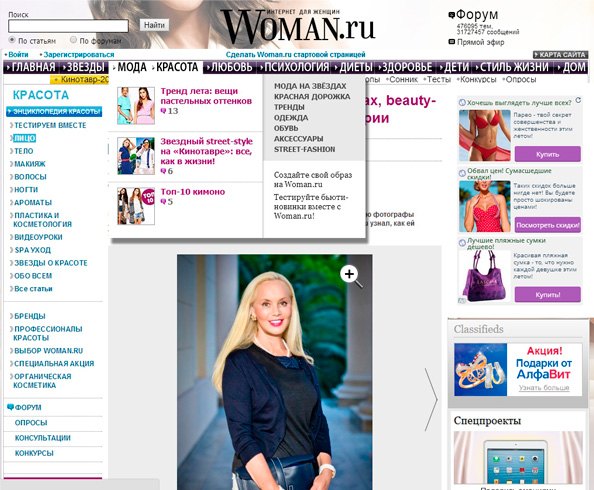 Поиск
Найти
По статьям По форумам
ИНТЕРНЕТ ДЛЯ ЖЕНЩИН
WOMAN.ru
Форум
476095 тем,
31727457 сообщений
Прямой эфир
Войти Зарегистрироваться
Сделать Woman.ru стартовой страницей
КАРТА САЙТА
ГЛАВНАЯ ЗВЕЗДЫ МОДА КРАСОТА ЛЮБОВЬ ПСИХОЛОГИЯ ДИЕТЫ ЗДОРОВЬЕ ДЕТИ СТИЛЬ ЖИЗНИ ДОМ
Кинотавр-20
Сонник Тесты Конкурсы Опросы
КРАСОТА
ЭНЦИКЛОПЕДИЯ КРАСОТЫ
ТЕСТИРУЕМ ВМЕСТЕ
ЛИЦО
ТЕЛО
МАКИЯЖ
ВОЛОСЫ
НОГТИ
АРОМАТЫ
ПЛАСТИКА И
КОСМЕТОЛОГИЯ
ВИДЕОУРОКИ
SPA УХОД
ЗВЕЗДЫ О КРАСОТЕ
ОБО ВСЕМ
Все статьи
БРЕНДЫ
ПРОФЕССИОНАЛЫ
КРАСОТЫ
ВЫБОР WOMAN.RU
СПЕЦИАЛЬНАЯ АКЦИЯ
ОРГАНИЧЕСКАЯ
КОСМЕТИКА
ФОРУМ
ОПРОСЫ
КОНСУЛЬТАЦИИ
КОНКУРСЫ
Тренд лета: вещи
пастельных оттенков
13
Звездный street-style
на «Кинотавре»: все,
как в жизни!
6
ТОП 10
Топ-10 кимоно
5
МОДА НА ЗВЁЗДАХ
КРАСНАЯ ДОРОЖКА
ТРЕНДЫ
ОДЕЖДА
ОБУВЬ
АКСЕССУАРЫ
STREET-FASHION
Создайте свой образ
на Woman.ru
Тестируйте бьюти-
новинки вместе с
Woman.ru!
ах, beauty-
рии
о фотографы
узнал, как ей
Хочешь выглядеть лучше всех?
Парео - твой секрет
совершенства и
женственности этим
летом!
Купить
Обвал цен! Сумасшедшие
скидки!
Таких скидок больше
нигде нет! Вы будете
просто шокированы
ценами!
Посмотреть скидки!
Лучшие пляжные сумки
дешево!
Красивая пляжная
сумка - то, что нужно
каждой девушке этим
летом!
Купить!
Classifieds
Акция!
Подарки от
АлфаВит
Узнать больше
Спецпроекты